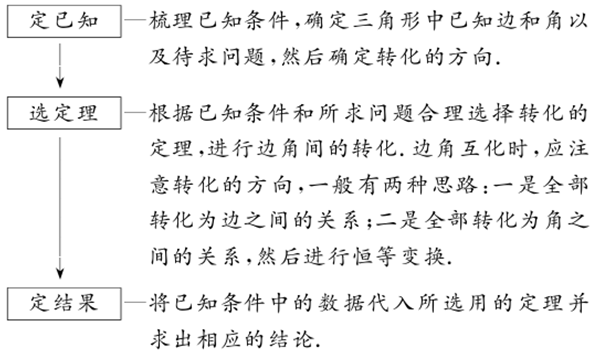 定已知
梳理已知条件,确定三角形中已知边和角以
及待求问题,然后确定转化的方向.
选定理
根据已知条件和所求问题合理选择转化的
定理,进行边角间的转化.边角互化时,应注
意转化的方向,一般有两种思路:一是全部
转化为边之间的关系;二是全部转化为角之
间的关系,然后进行恒等变换.
定结果
将已知条件中的数据代入所选用的定理并
求出相应的结论.